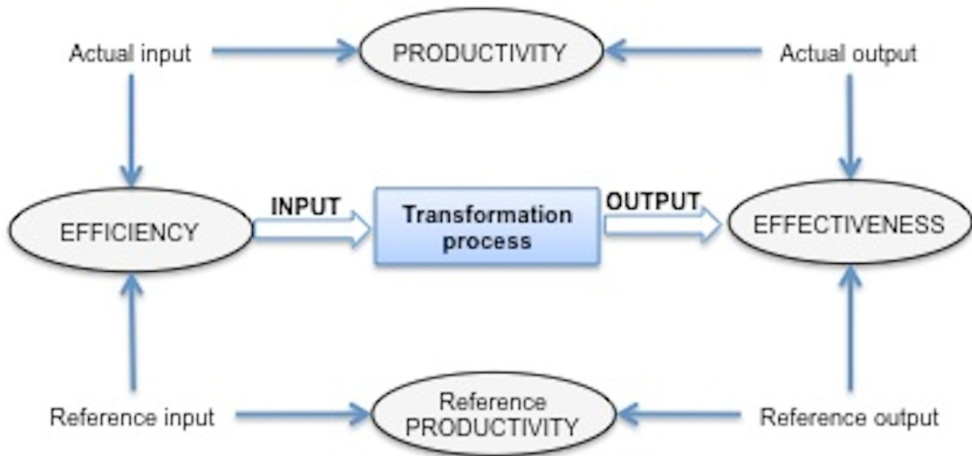 Actual input
PRODUCTIVITY
Actual output
EFFICIENCY
INPUT
Transformation
process
OUTPUT
EFFECTIVENESS
Reference input
Reference
PRODUCTIVITY
Reference output